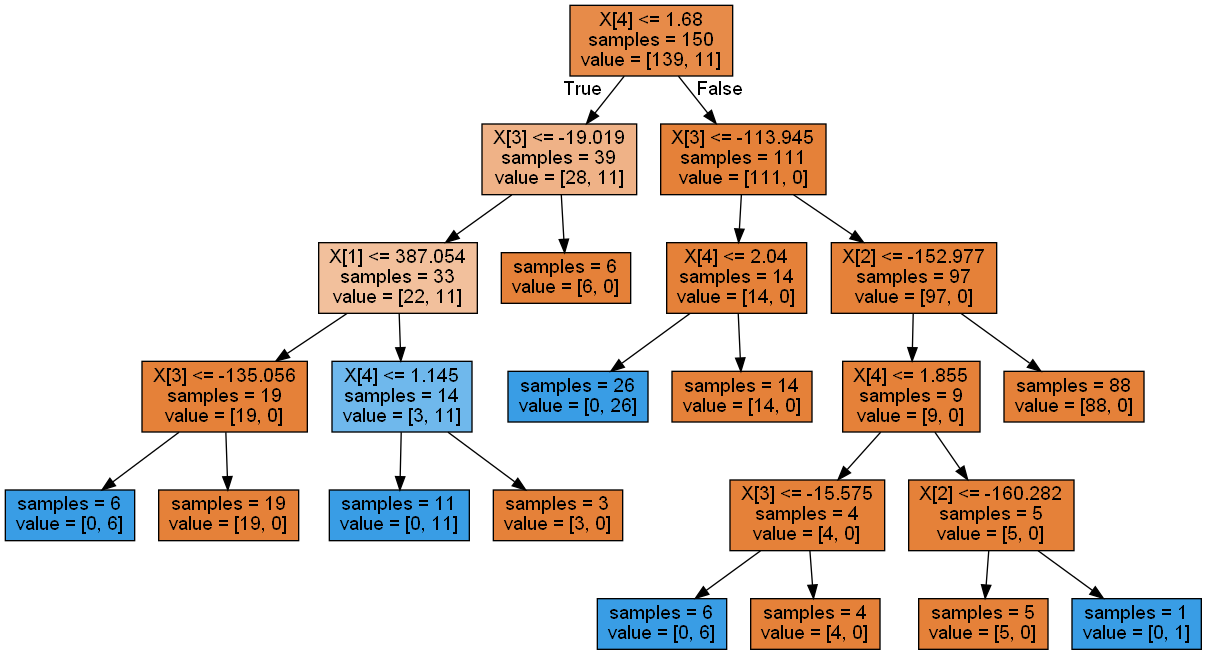 X[4] <= 1.68
samples = 150
value = [139, 11]
True
False
X[3] <= -19.019
samples = 39
value = [28, 11]
X[3] <= -113.945
samples = 111
value = [111, 0]
X[1] <= 387.054
samples = 33
value = [22, 11]
samples = 6
value = [6, 0]
X[4] <= 2.04
samples = 14
value = [14, 0]
X[2] <= -152.977
samples = 97
value = [97, 0]
X[3] <= -135.056
samples = 19
value = [19, 0]
X[4] <= 1.145
samples = 14
value = [3, 11]
samples = 26
value = [0, 26]
samples = 14
value = [14, 0]
X[4] <= 1.855
samples = 9
value = [9, 0]
samples = 88
value = [88, 0]
samples = 6
value = [0, 6]
samples = 19
value = [19, 0]
samples = 11
value = [0, 11]
samples = 3
value = [3, 0]
X[3] <= -15.575
samples = 4
value = [4, 0]
X[2] <= -160.282
samples = 5
value = [5, 0]
samples = 6
value = [0, 6]
samples = 4
value = [4, 0]
samples = 5
value = [5, 0]
samples = 1
value = [0, 1]